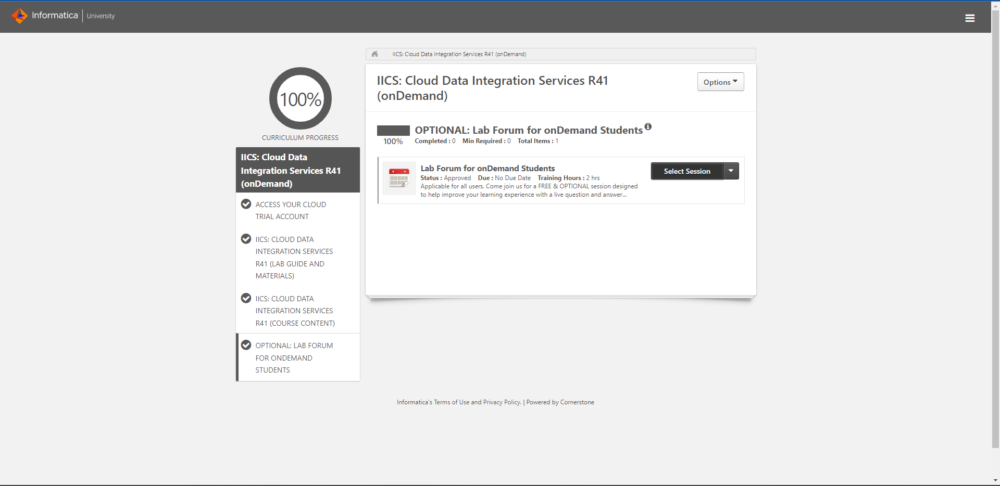 Informatica | University
IICS: Cloud Data Integration Services R41 (onDemand)
100%
CURRICULUM PROGRESS
IICS: Cloud Data
Integration Services R41
(onDemand)
ACCESS YOUR CLOUD
TRIAL ACCOUNT
IICS: CLOUD DATA
INTEGRATION SERVICES
R41 (LAB GUIDE AND
MATERIALS)
IICS: CLOUD DATA
INTEGRATION SERVICES
R41 (COURSE CONTENT)
OPTIONAL: LAB FORUM
FOR ONDEMAND
STUDENTS
IICS: Cloud Data Integration Services R41
(onDemand)
Options
OPTIONAL: Lab Forum for onDemand Students
100%
Completed : 0 Min Required : 0 Total Items : 1
Lab Forum for onDemand Students
Status : Approved Due : No Due Date Training Hours : 2 hrs
Applicable for all users. Come join us for a FREE & OPTIONAL session designed
to help improve your learning experience with a live question and answer...
Select Session
Informatica's Terms of Use and Privacy Policy. | Powered by Cornerstone